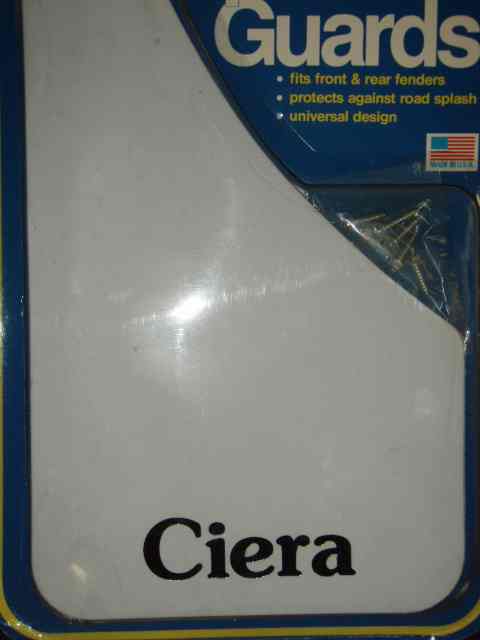 Guards
• fits front & rear fenders
• protects against road splash
• universal design
MADE IN U.S.A.
Ciera